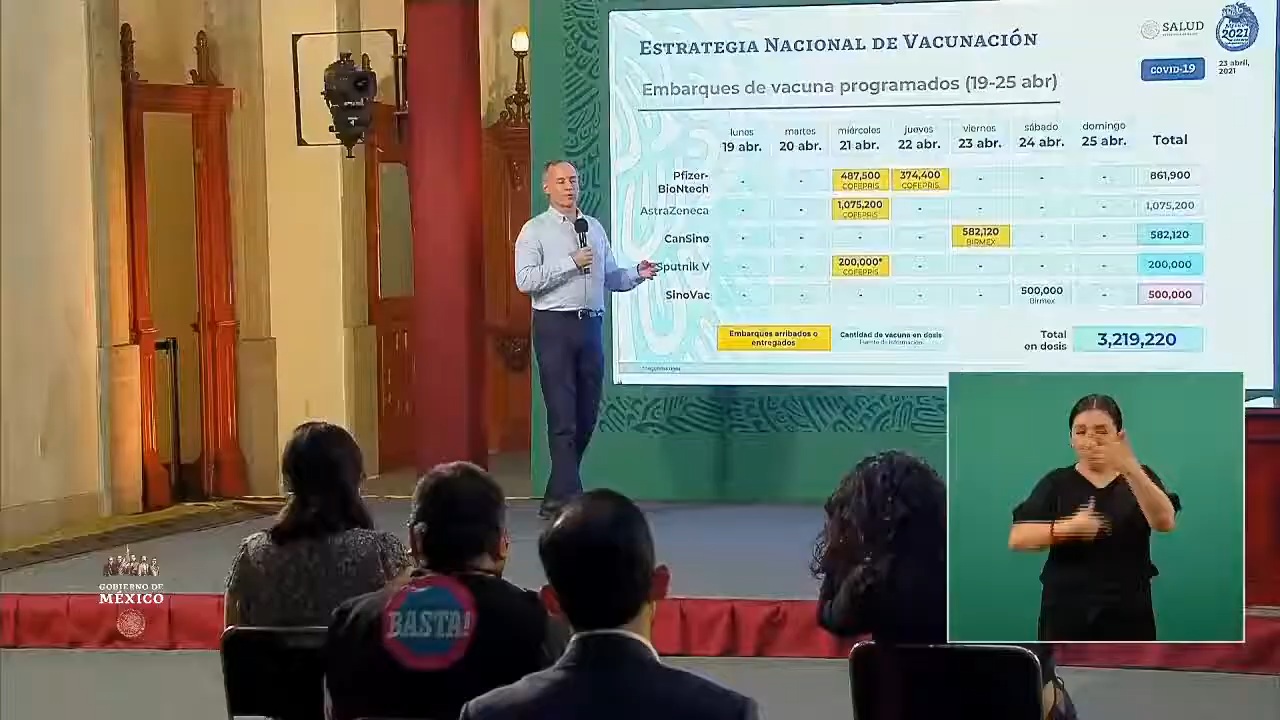 ESTRATEGIA NACIONAL DE VACUNACIÓN
SALUD
2021
COVID-19
23 abril,
2021
Embarques de vacuna programados (19-25 abr)
lunes martes miércoles jueves viernes sábado domingo
19 abr. 20 abr. 21 abr. 22 abr. 23 abr. 24 abr. 25 abr. Total
Pfizer-
BioNtech - - 487,500 374,400 - - - 861,900
COFEPRIS COFEPRIS
AstraZeneca - - 1,075,200 - - - - 1,075,200
COFEPRIS
CanSino - - - - 582,120 - - 582,120
BIRMEX
Sputnik V - - 200,000* - - - - 200,000
COFEPRIS
SinoVac - - - - - 500,000 - 500,000
Birmex
Embarques arribados o
entregados
Cantidad de vacuna en dosis
Total
en dosis
3,219,220
BASTA!
GOBIERNO DE
MÉXICO